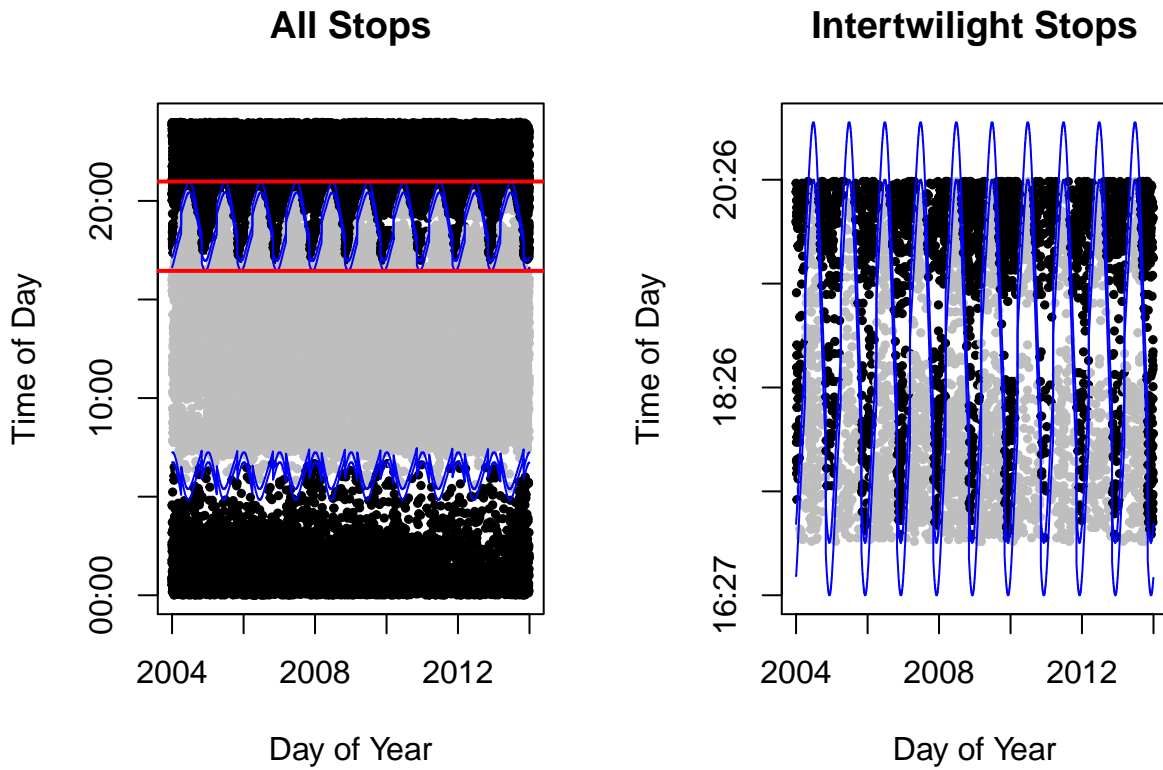 All Stops
Time of Day
20:00
10:00
00:00
2004 2008 2012
Day of Year
Intertwilight Stops
Time of Day
20:26
18:26
16:27
2004 2008 2012
Day of Year